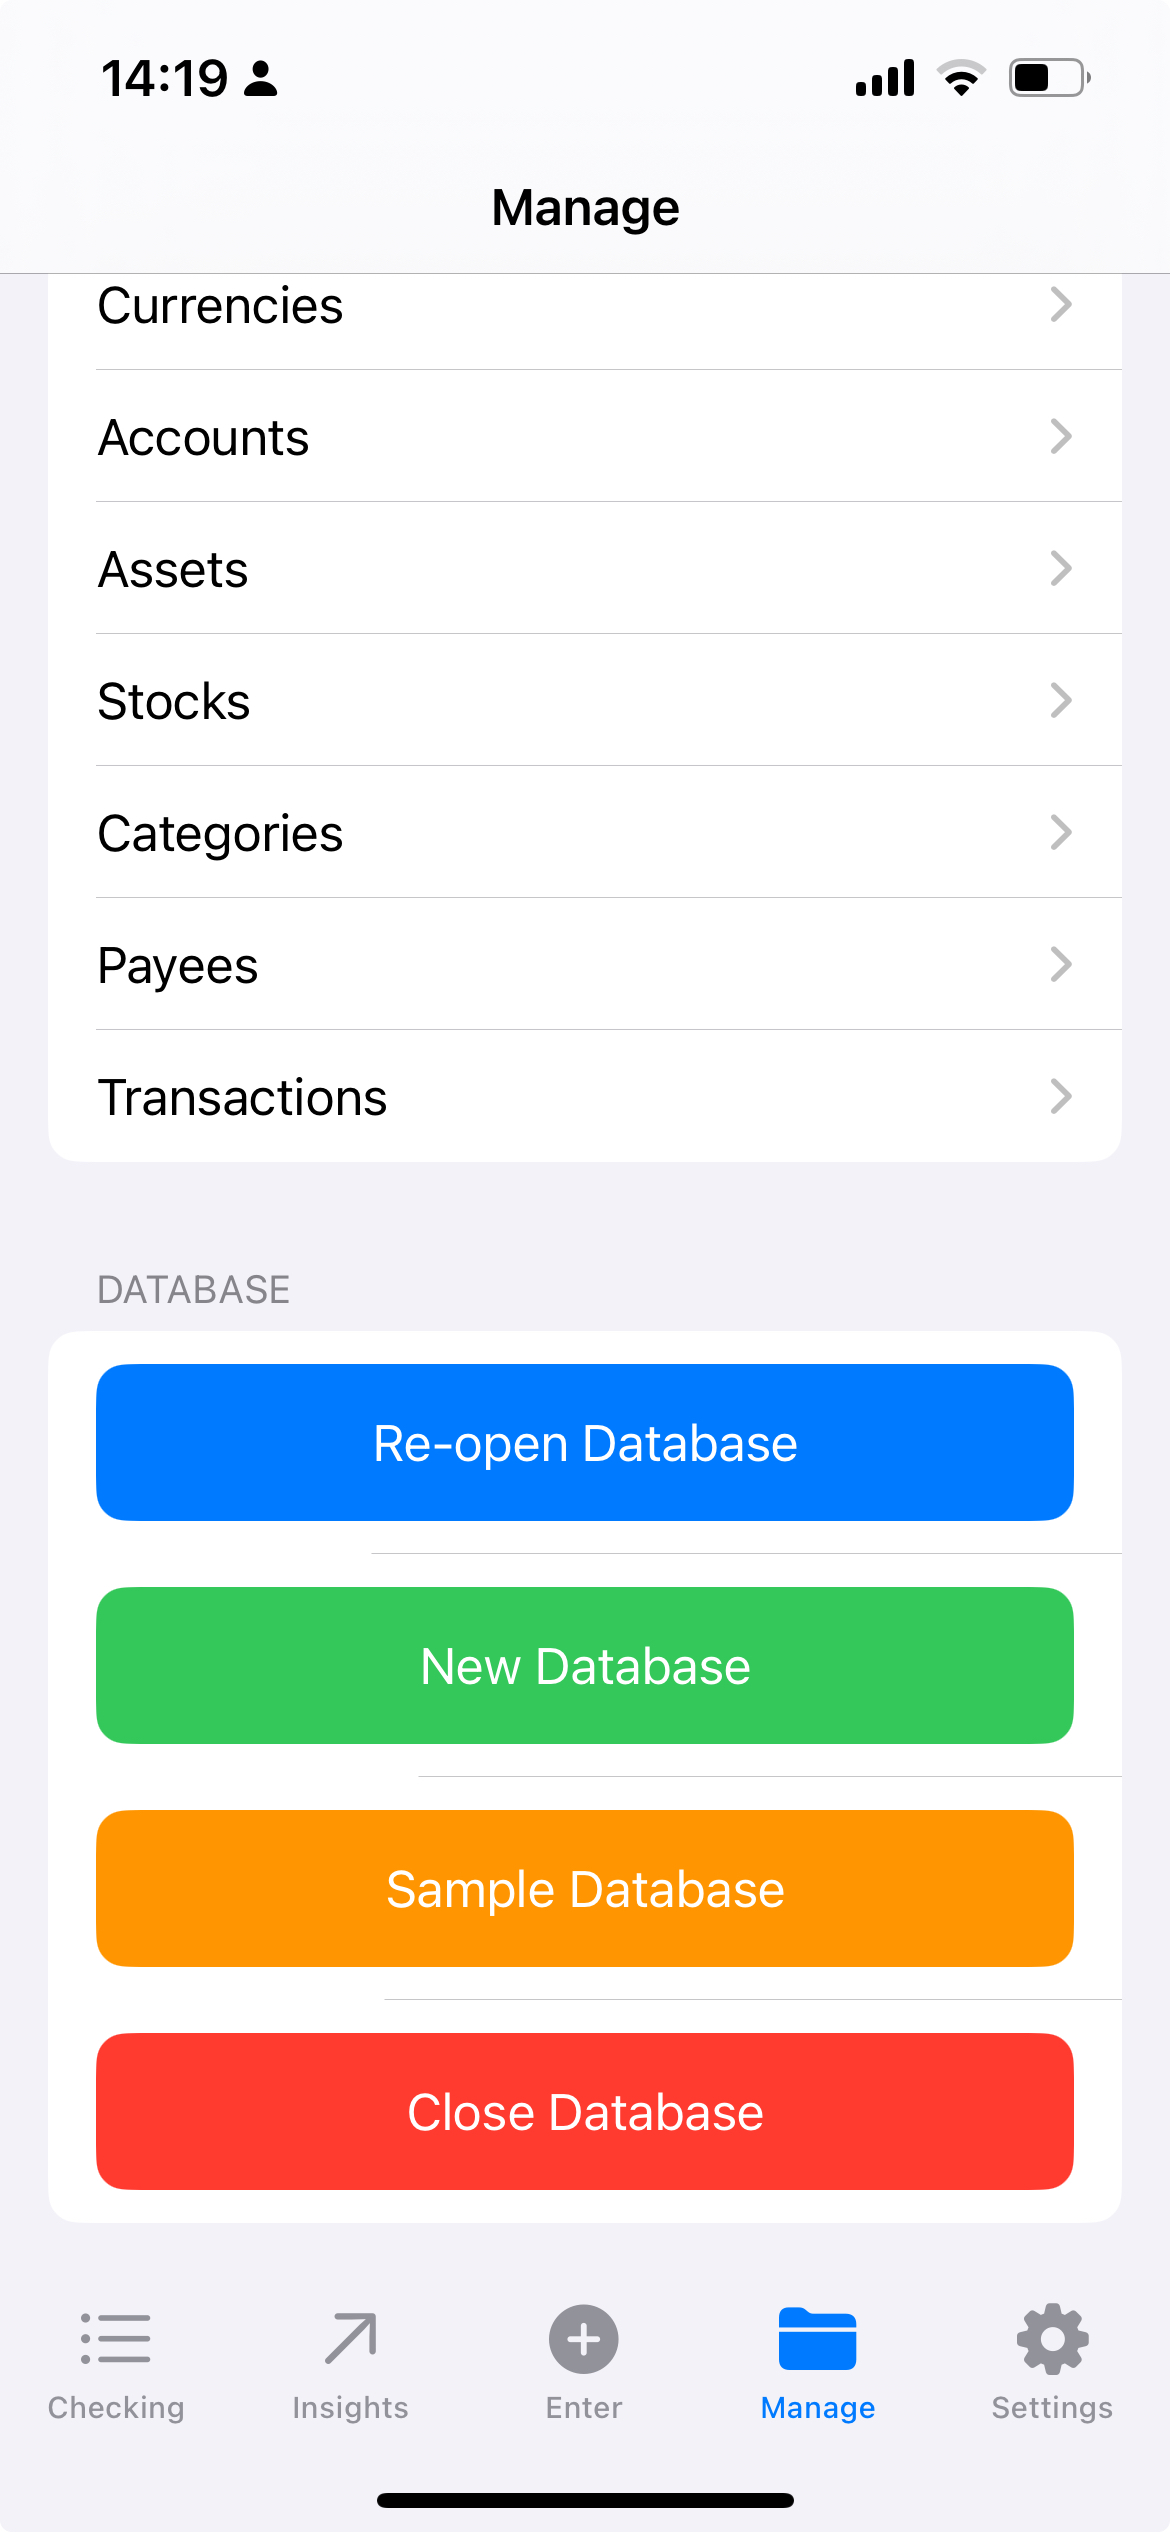 14:19
Manage
Currencies
Accounts
Assets
Stocks
Categories
Payees
Transactions
DATABASE
Re-open Database
New Database
Sample Database
Close Database
Checking
Insights
Enter
Manage
Settings